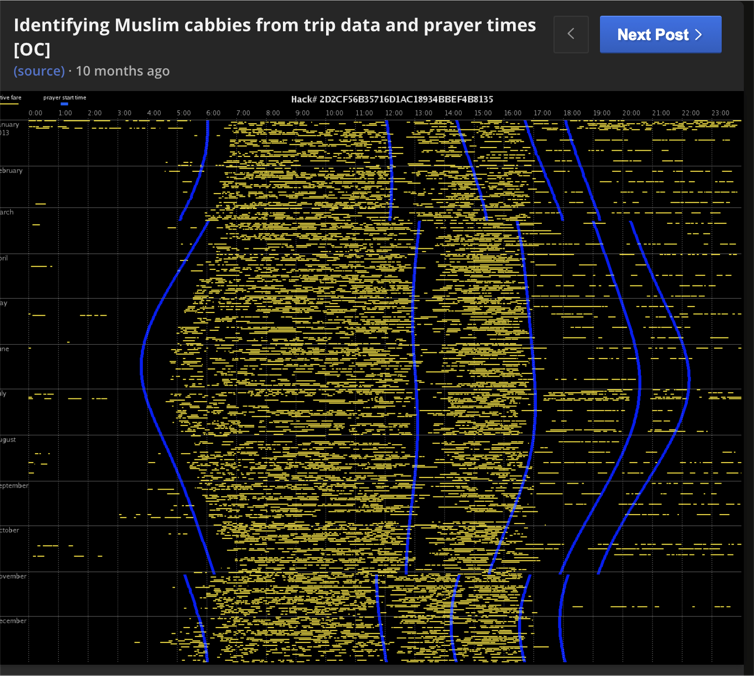 Identifying Muslim cabbies from trip data and prayer times
[OC]
Next Post
(source) · 10 months ago
tive fare
prayer start time
Hack# 2D2CF56B35716D1AC18934BBEF4B8135
0:00 1:00 2:00 3:00 4:00 5:00 6:00 7:00 8:00 9:00 10:00 11:00 12:00 13:00 14:00 15:00 16:00 17:00 18:00 19:00 20:00 21:00 22:00 23:00
anuary
013
ebruary
arch
pril
ay
une
uly
ugust
eptember
ctober
ovember
ecember